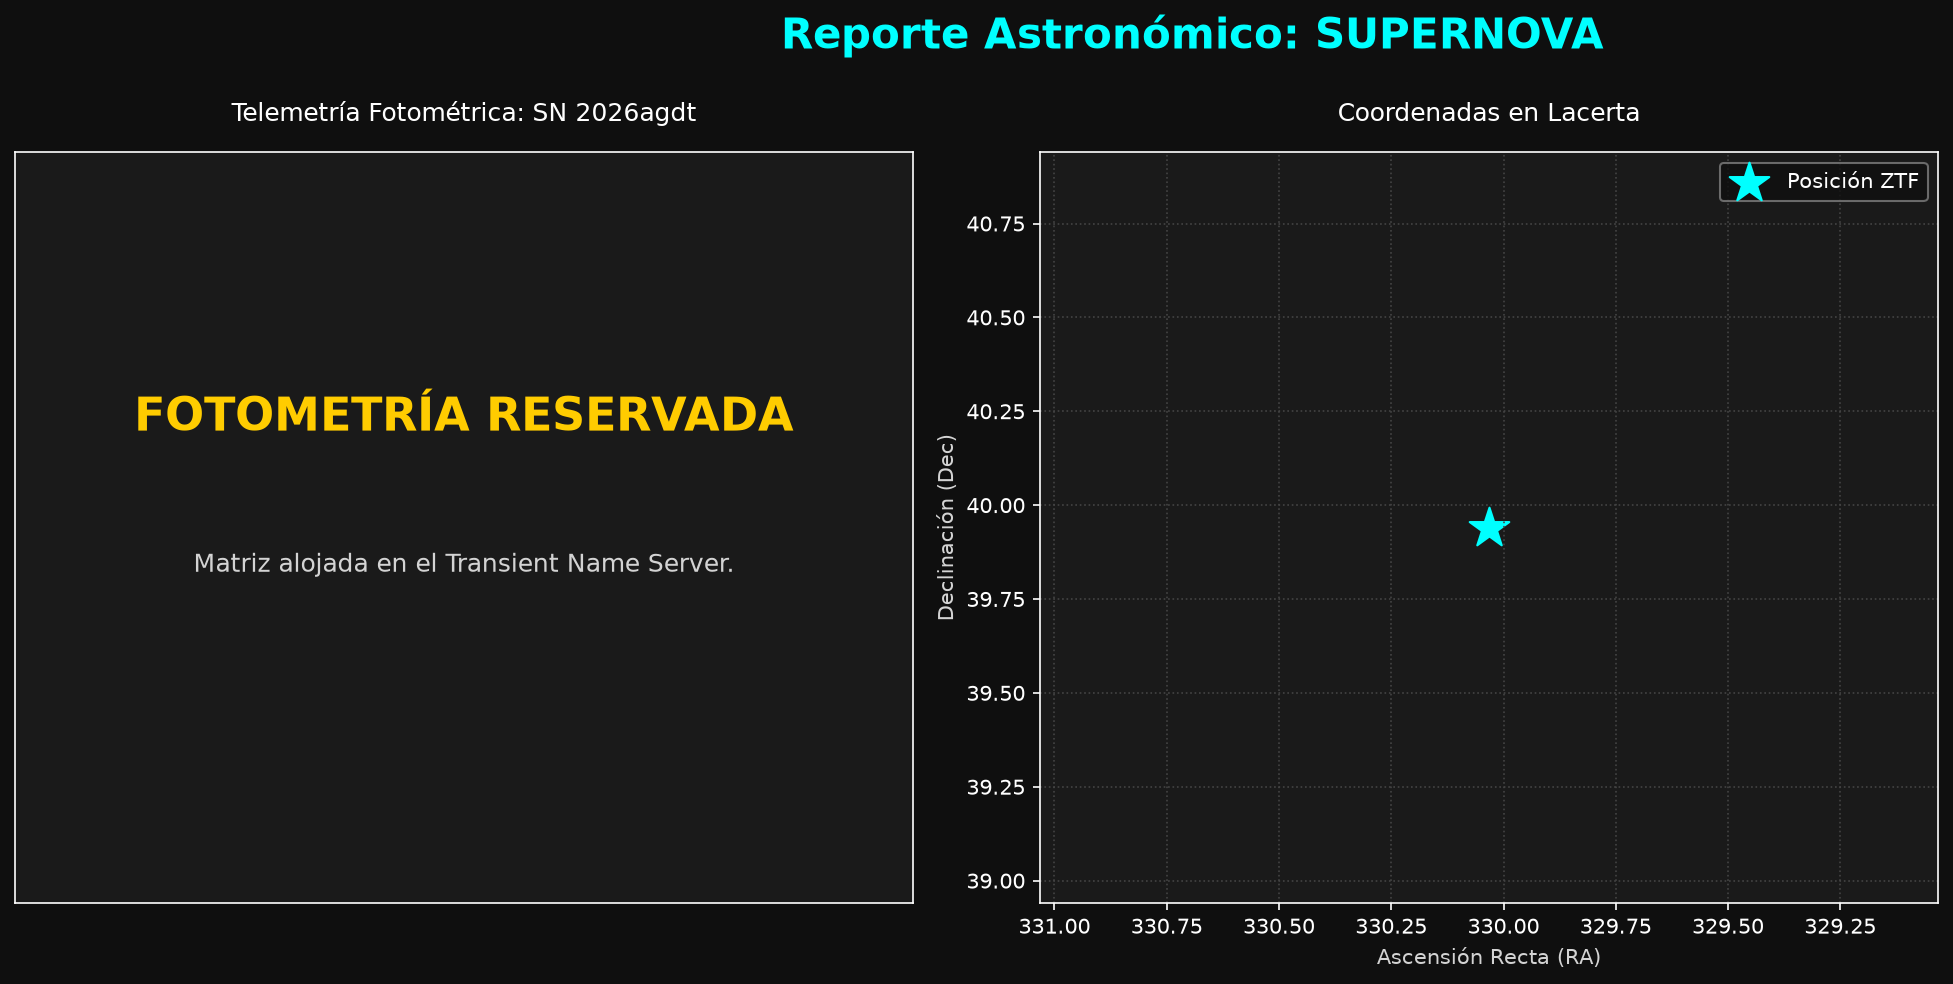 Reporte Astronómico: SUPERNOVA
Telemetría Fotométrica: SN 2026agdt
FOTOMETRÍA RESERVADA
Matriz alojada en el Transient Name Server.
Coordenadas en Lacerta
Posición ZTF
Declinación (Dec)
40.75
40.50
40.25
40.00
39.75
39.50
39.25
39.00
331.00 330.75 330.50 330.25 330.00 329.75 329.50 329.25
Ascensión Recta (RA)